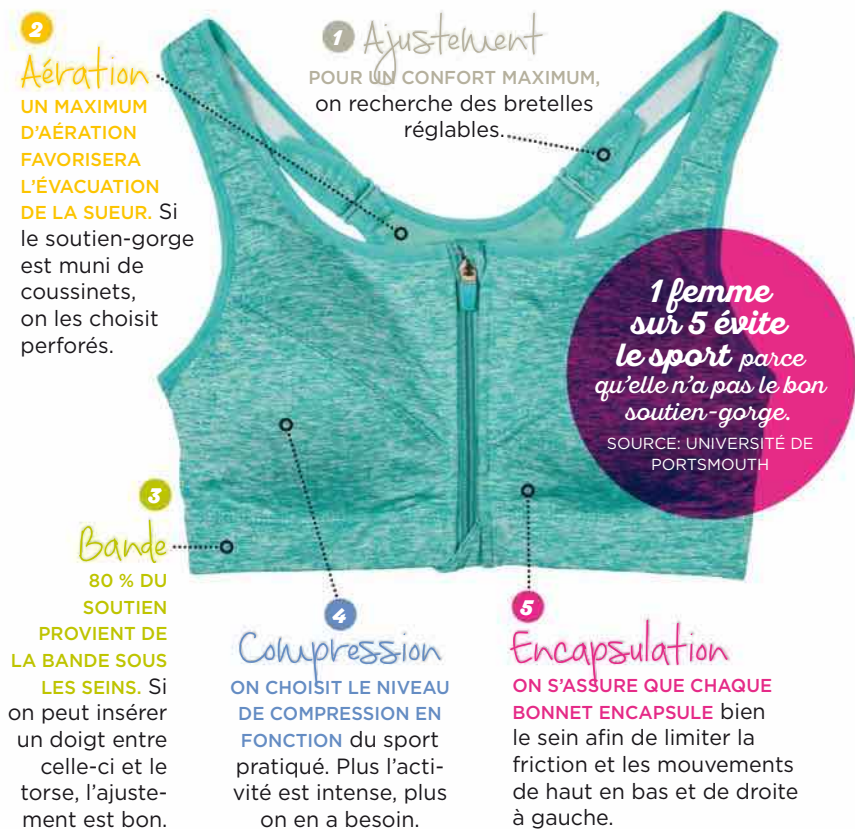 1 Ajustement
POUR UN CONFORT MAXIMUM,
on recherche des bretelles
réglables.
2
Aération
UN MAXIMUM
D'AÉRATION
FAVORISERA
L'ÉVACUATION
DE LA SUEUR. Si
le soutien-gorge
est muni de
coussinets,
on les choisit
perforés.
1 femme
sur 5 évite
le sport parce
qu'elle n'a pas le bon
soutien-gorge.
SOURCE: UNIVERSITÉ DE
PORTSMOUTH
3
Bande
80 % DU
SOUTIEN
PROVIENT DE
LA BANDE SOUS
LES SEINS. Si
on peut insérer
un doigt entre
celle-ci et le
torse, l'ajuste-
ment est bon.
4
Compression
ON CHOISIT LE NIVEAU
DE COMPRESSION EN
FONCTION du sport
pratiqué. Plus l'acti-
vité est intense, plus
on en a besoin.
5
Encapsulation
ON S'ASSURE QUE CHAQUE
BONNET ENCAPSULE bien
le sein afin de limiter la
friction et les mouvements
de haut en bas et de droite
à gauche.